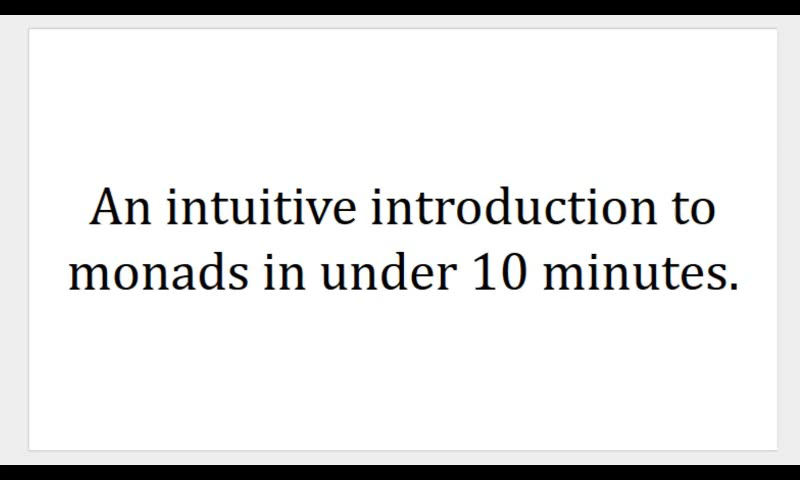 An intuitive introduction to
monads in under 10 minutes.